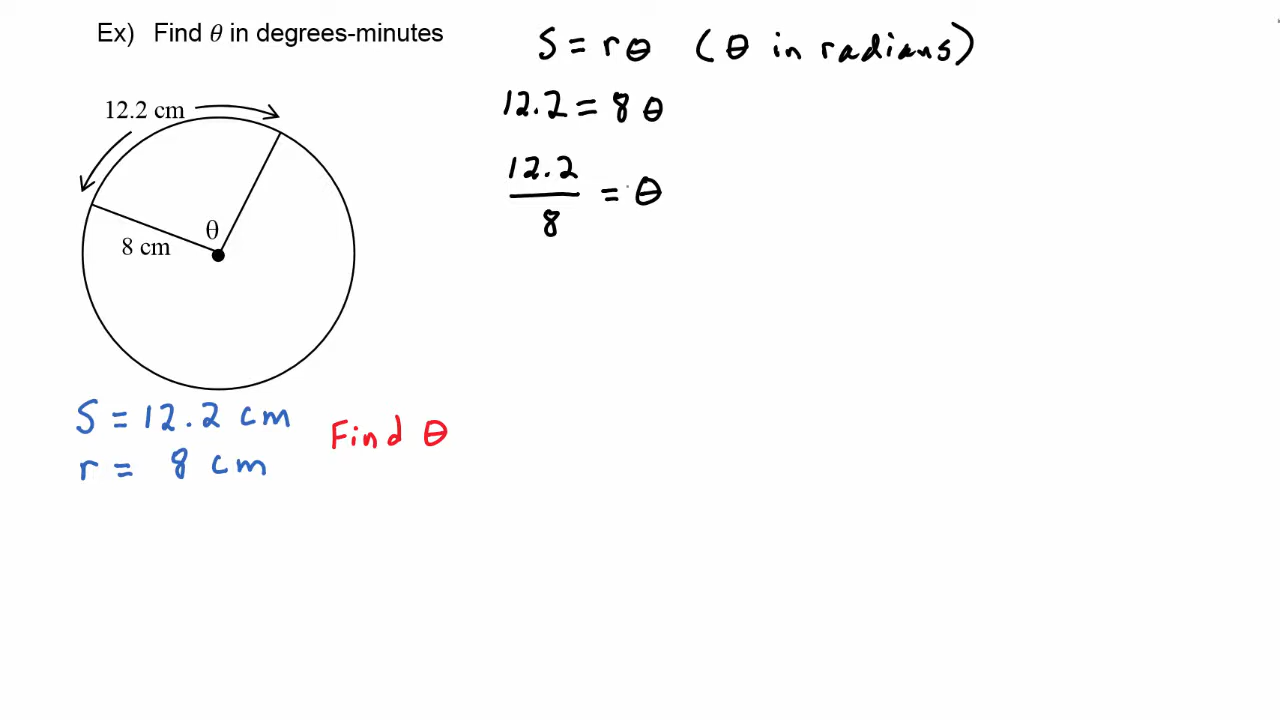 Ex) Find θ in degrees-minutes
S = rθ (θ in radians)
12.2 cm
12.2 = 8θ
12.2
8
= θ
θ
8 cm
S = 12.2 cm
r = 8 cm
Find θ